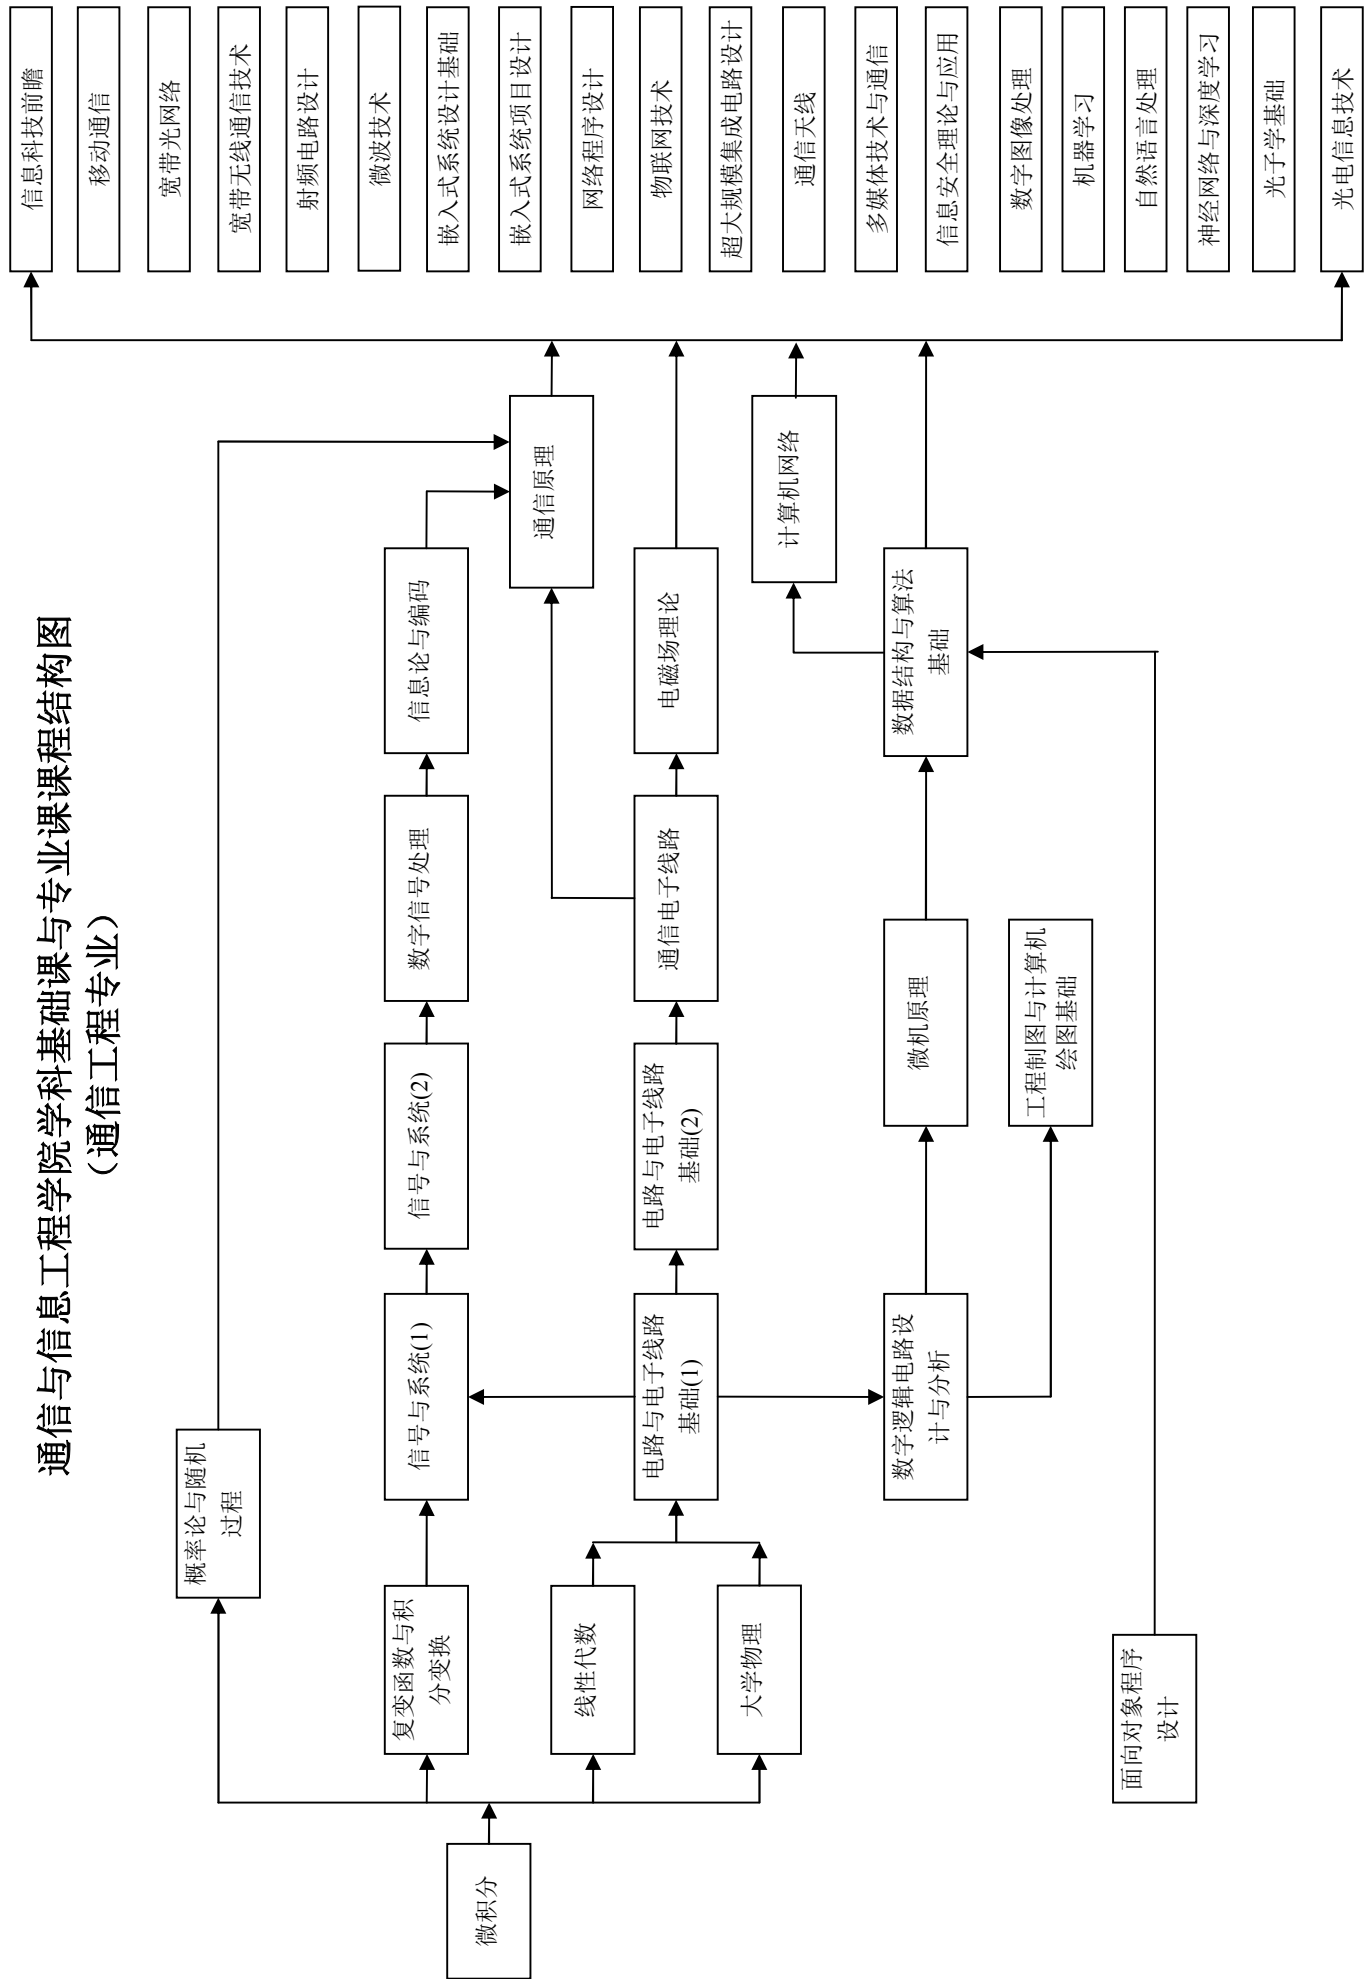 通信与信息工程学院学科基础课与专业课课程结构图
（通信工程专业）
微积分
概率论与随机
过程
复变函数与积
分变换
线性代数
大学物理
面向对象程序
设计
信号与系统(1)
电路与电子线路
基础(1)
数字逻辑电路设
计与分析
信号与系统(2)
电路与电子线路
基础(2)
微机原理
工程制图与计算机
绘图基础
数字信号处理
通信电子线路
信息论与编码
电磁场理论
数据结构与算法
基础
通信原理
计算机网络
信息科技前瞻
移动通信
宽带光网络
宽带无线通信技术
射频电路设计
微波技术
嵌入式系统设计基础
嵌入式系统项目设计
网络程序设计
物联网技术
超大规模集成电路设计
通信天线
多媒体技术与通信
信息安全理论与应用
数字图像处理
机器学习
自然语言处理
神经网络与深度学习
光子学基础
光电信息技术